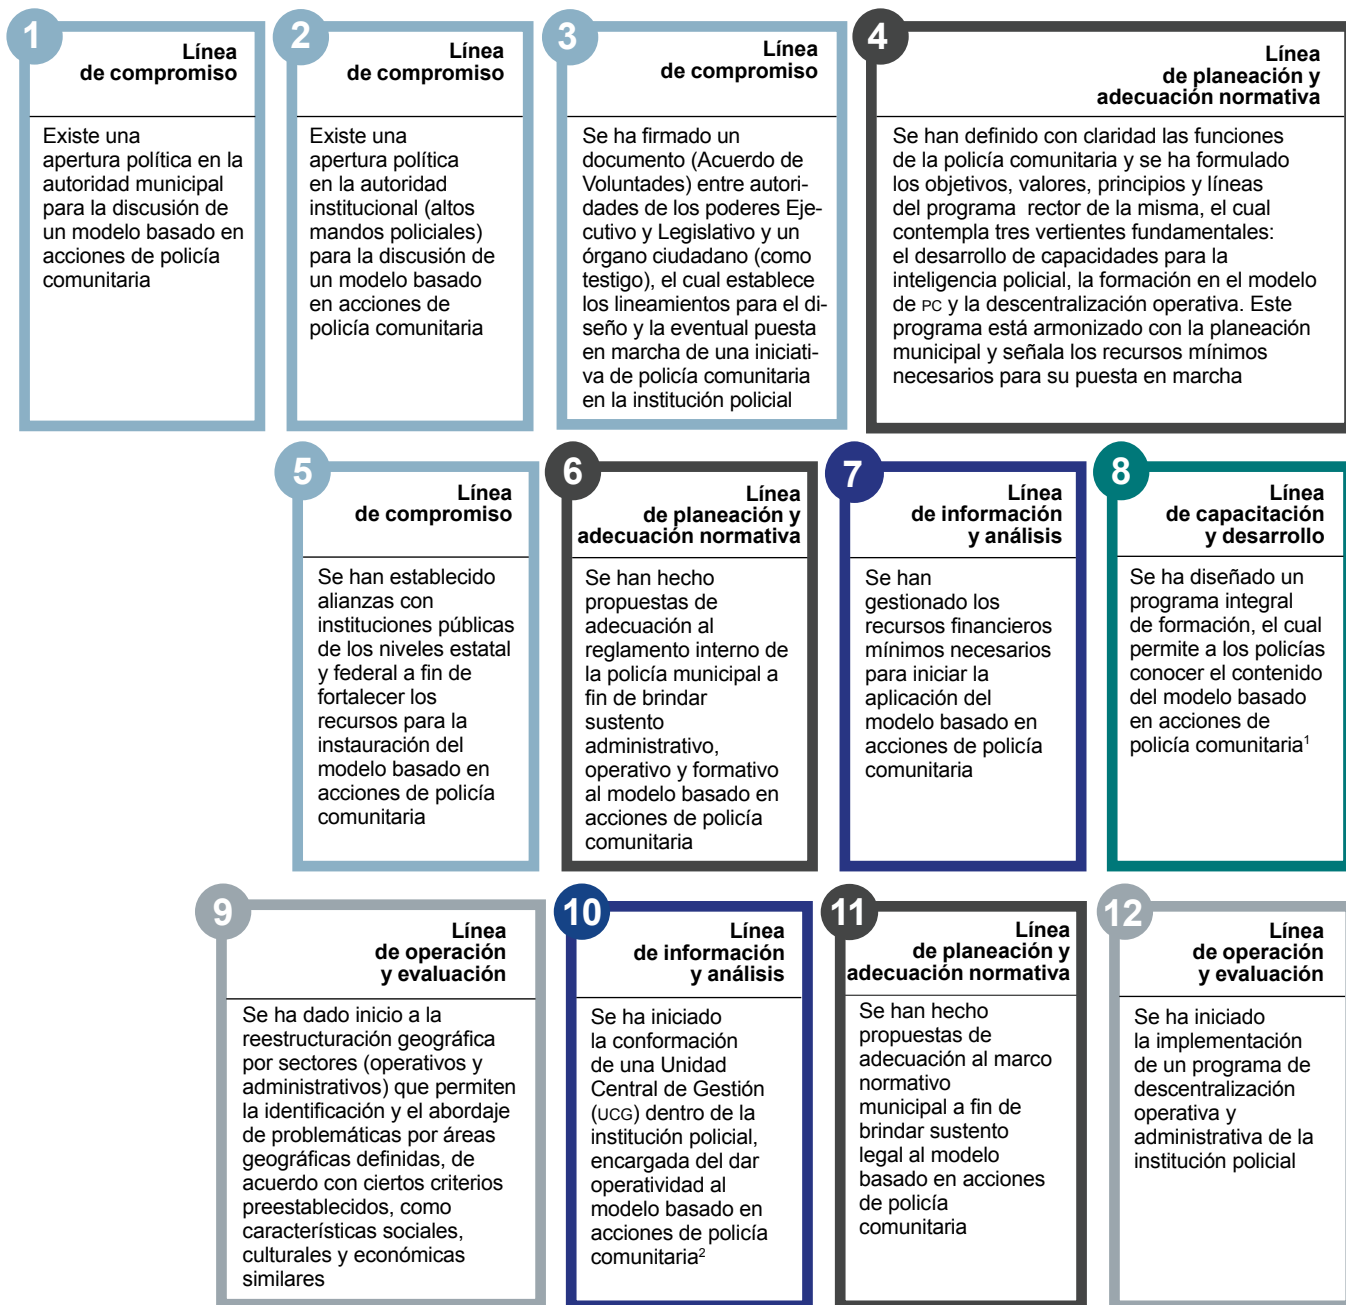 1
Línea
de compromiso
Existe una
apertura política en la
autoridad municipal
para la discusión de
un modelo basado en
acciones de policía
comunitaria
2
Línea
de compromiso
Existe una
apertura política
en la autoridad
institucional (altos
mandos policiales)
para la discusión de
un modelo basado
en acciones de
policía comunitaria
3
Línea
de compromiso
Se ha firmado un
documento (Acuerdo de
Voluntades) entre autori-
dades de los poderes Eje-
cutivo y Legislativo y un
órgano ciudadano (como
testigo), el cual establece
los lineamientos para el di-
seño y la eventual puesta
en marcha de una iniciati-
va de policía comunitaria
en la institución policial
4
Línea
de planeación y
adecuación normativa
Se han definido con claridad las funciones
de la policía comunitaria y se ha formulado
los objetivos, valores, principios y líneas
del programa rector de la misma, el cual
contempla tres vertientes fundamentales:
el desarrollo de capacidades para la
inteligencia policial, la formación en el modelo
de PC y la descentralización operativa. Este
programa está armonizado con la planeación
municipal y señala los recursos mínimos
necesarios para su puesta en marcha
5
Línea
de compromiso
Se han establecido
alianzas con
instituciones públicas
de los niveles estatal
y federal a fin de
fortalecer los
recursos para la
instauración del
modelo basado en
acciones de policía
comunitaria
6
Línea
de planeación y
adecuación normativa
Se han hecho
propuestas de
adecuación al
reglamento interno de
la policía municipal a
fin de brindar
sustento
administrativo,
operativo y formativo
al modelo basado en
acciones de policía
comunitaria
7
Línea
de información
y análisis
Se han
gestionado los
recursos financieros
mínimos necesarios
para iniciar la
aplicación del
modelo basado en
acciones de policía
comunitaria
8
Línea
de capacitación
y desarrollo
Se ha diseñado un
programa integral
de formación, el cual
permite a los policías
conocer el contenido
del modelo basado
en acciones de
policía comunitaria¹
9
Línea
de operación
y evaluación
Se ha dado inicio a la
reestructuración geográfica
por sectores (operativos y
administrativos) que permiten
la identificación y el abordaje
de problemáticas por áreas
geográficas definidas, de
acuerdo con ciertos criterios
preestablecidos, como
características sociales,
culturales y económicas
similares
10
Línea
de información
y análisis
Se ha iniciado
la conformación
de una Unidad
Central de Gestión
(UCG) dentro de la
institución policial,
encargada del dar
operatividad al
modelo basado en
acciones de policía
comunitaria²
11
Línea
de planeación y
adecuación normativa
Se han hecho
propuestas de
adecuación al marco
normativo
municipal a fin de
brindar sustento
legal al modelo
basado en acciones
de policía
comunitaria
12
Línea
de operación
y evaluación
Se ha iniciado
la implementación
de un programa de
descentralización
operativa y
administrativa de la
institución policial